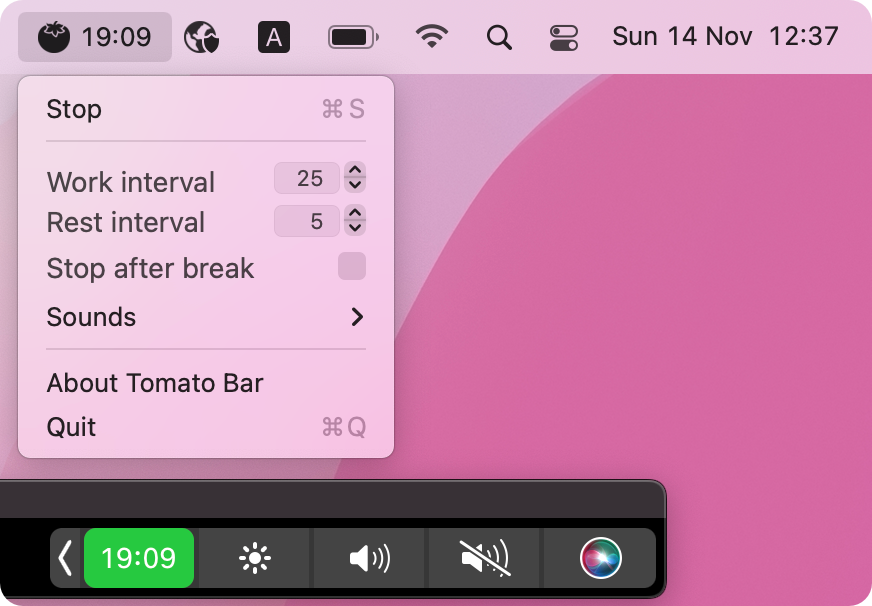 19:09 A Sun 14 Nov 12:37
Stop ⌘ S
Work interval 25
Rest interval 5
Stop after break
Sounds
About Tomato Bar
Quit ⌘ Q
19:09